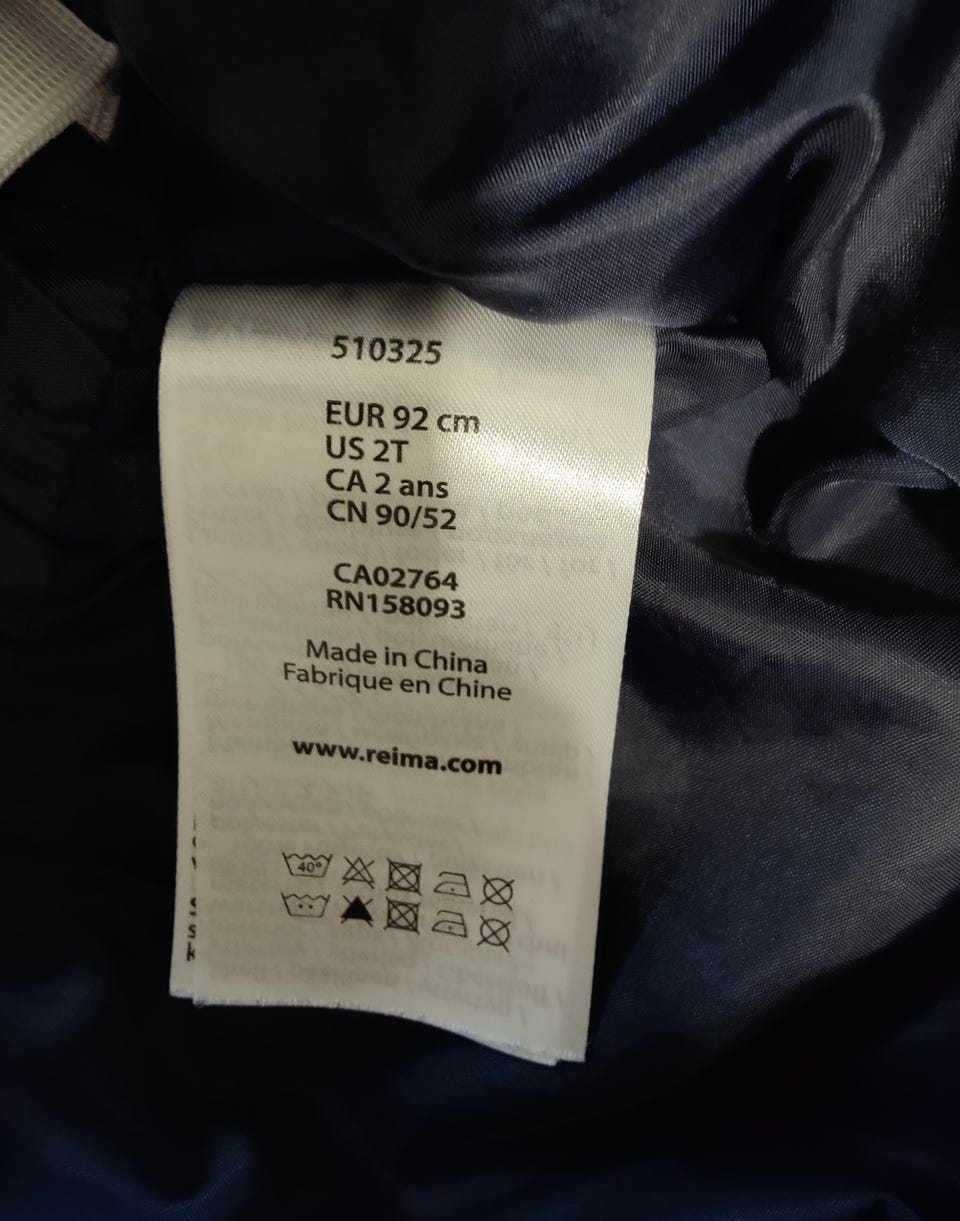 510325
EUR 92 cm
US 2T
CA 2 ans
CN 90/52
CA02764
RN158093
Made in China
Fabrique en Chine
www.reima.com
40°